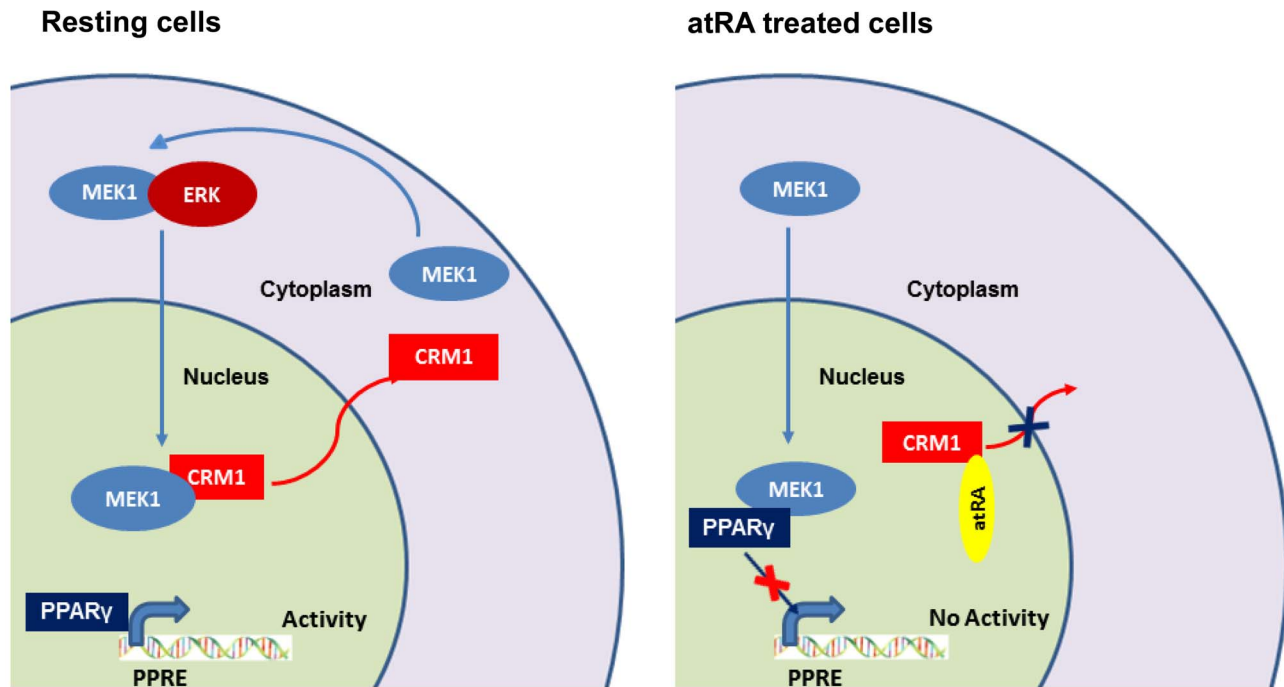 Resting cells
MEK1
ERK
MEK1
Cytoplasm
CRM1
Nucleus
CRM1
MEK1
PPARγ
Activity
PPRE
atRA treated cells
MEK1
Cytoplasm
Nucleus
CRM1
MEK1
atRA
PPARγ
No Activity
PPRE